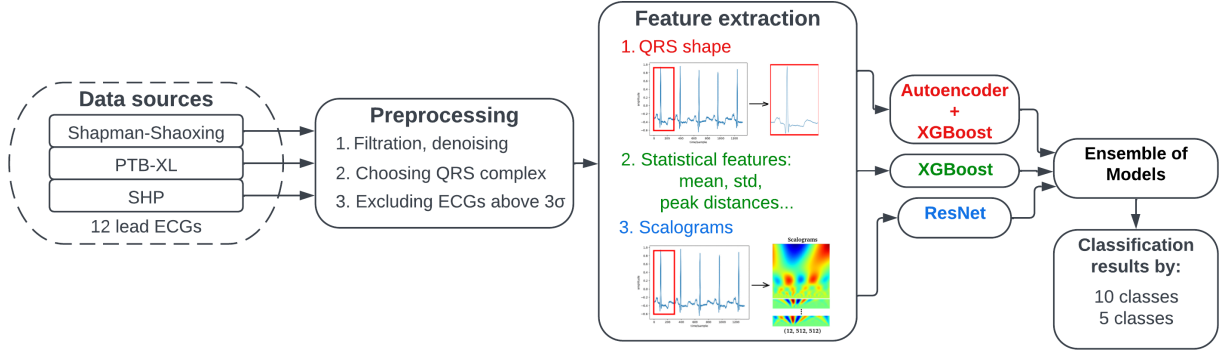 Data sources
Shapman-Shaoxing
PTB-XL
SHP
12 lead ECGs
Preprocessing
1. Filtration, denoising
2. Choosing QRS complex
3. Excluding ECGs above 3σ
Feature extraction
1. QRS shape
2. Statistical features:
mean, std,
peak distances...
3. Scalograms
Scalograms
(12, 512, 512)
Autoencoder
+
XGBoost
XGBoost
ResNet
Ensemble of
Models
Classification
results by:
10 classes
5 classes